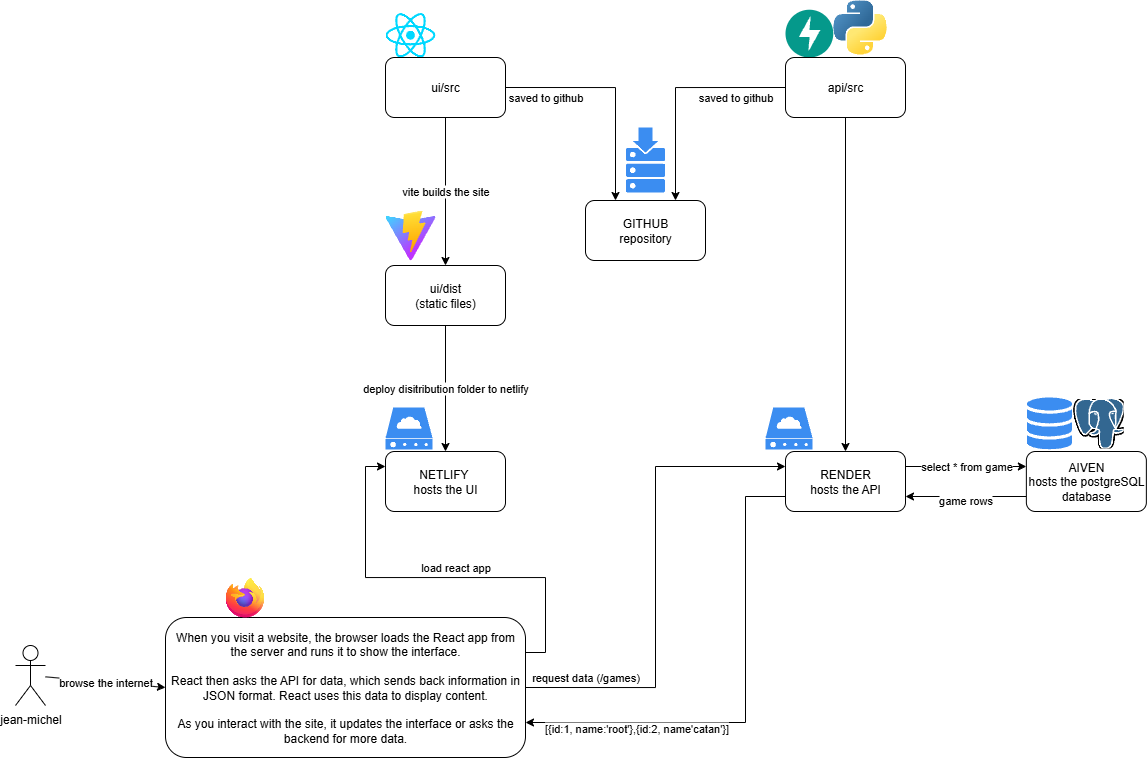 ui/src
api/src
saved to github
saved to github
vite builds the site
GITHUB
repository
ui/dist
(static files)
deploy disitribution folder to netlify
NETLIFY
hosts the UI
RENDER
hosts the API
select * from game
game rows
AIVEN
hosts the postgreSQL
database
load react app
When you visit a website, the browser loads the React app from
the server and runs it to show the interface.
React then asks the API for data, which sends back information in
JSON format. React uses this data to display content.
As you interact with the site, it updates the interface or asks the
backend for more data.
browse the internet
jean-michel
request data (/games)
[{id:1, name:'root'},{id:2, name'catan'}]